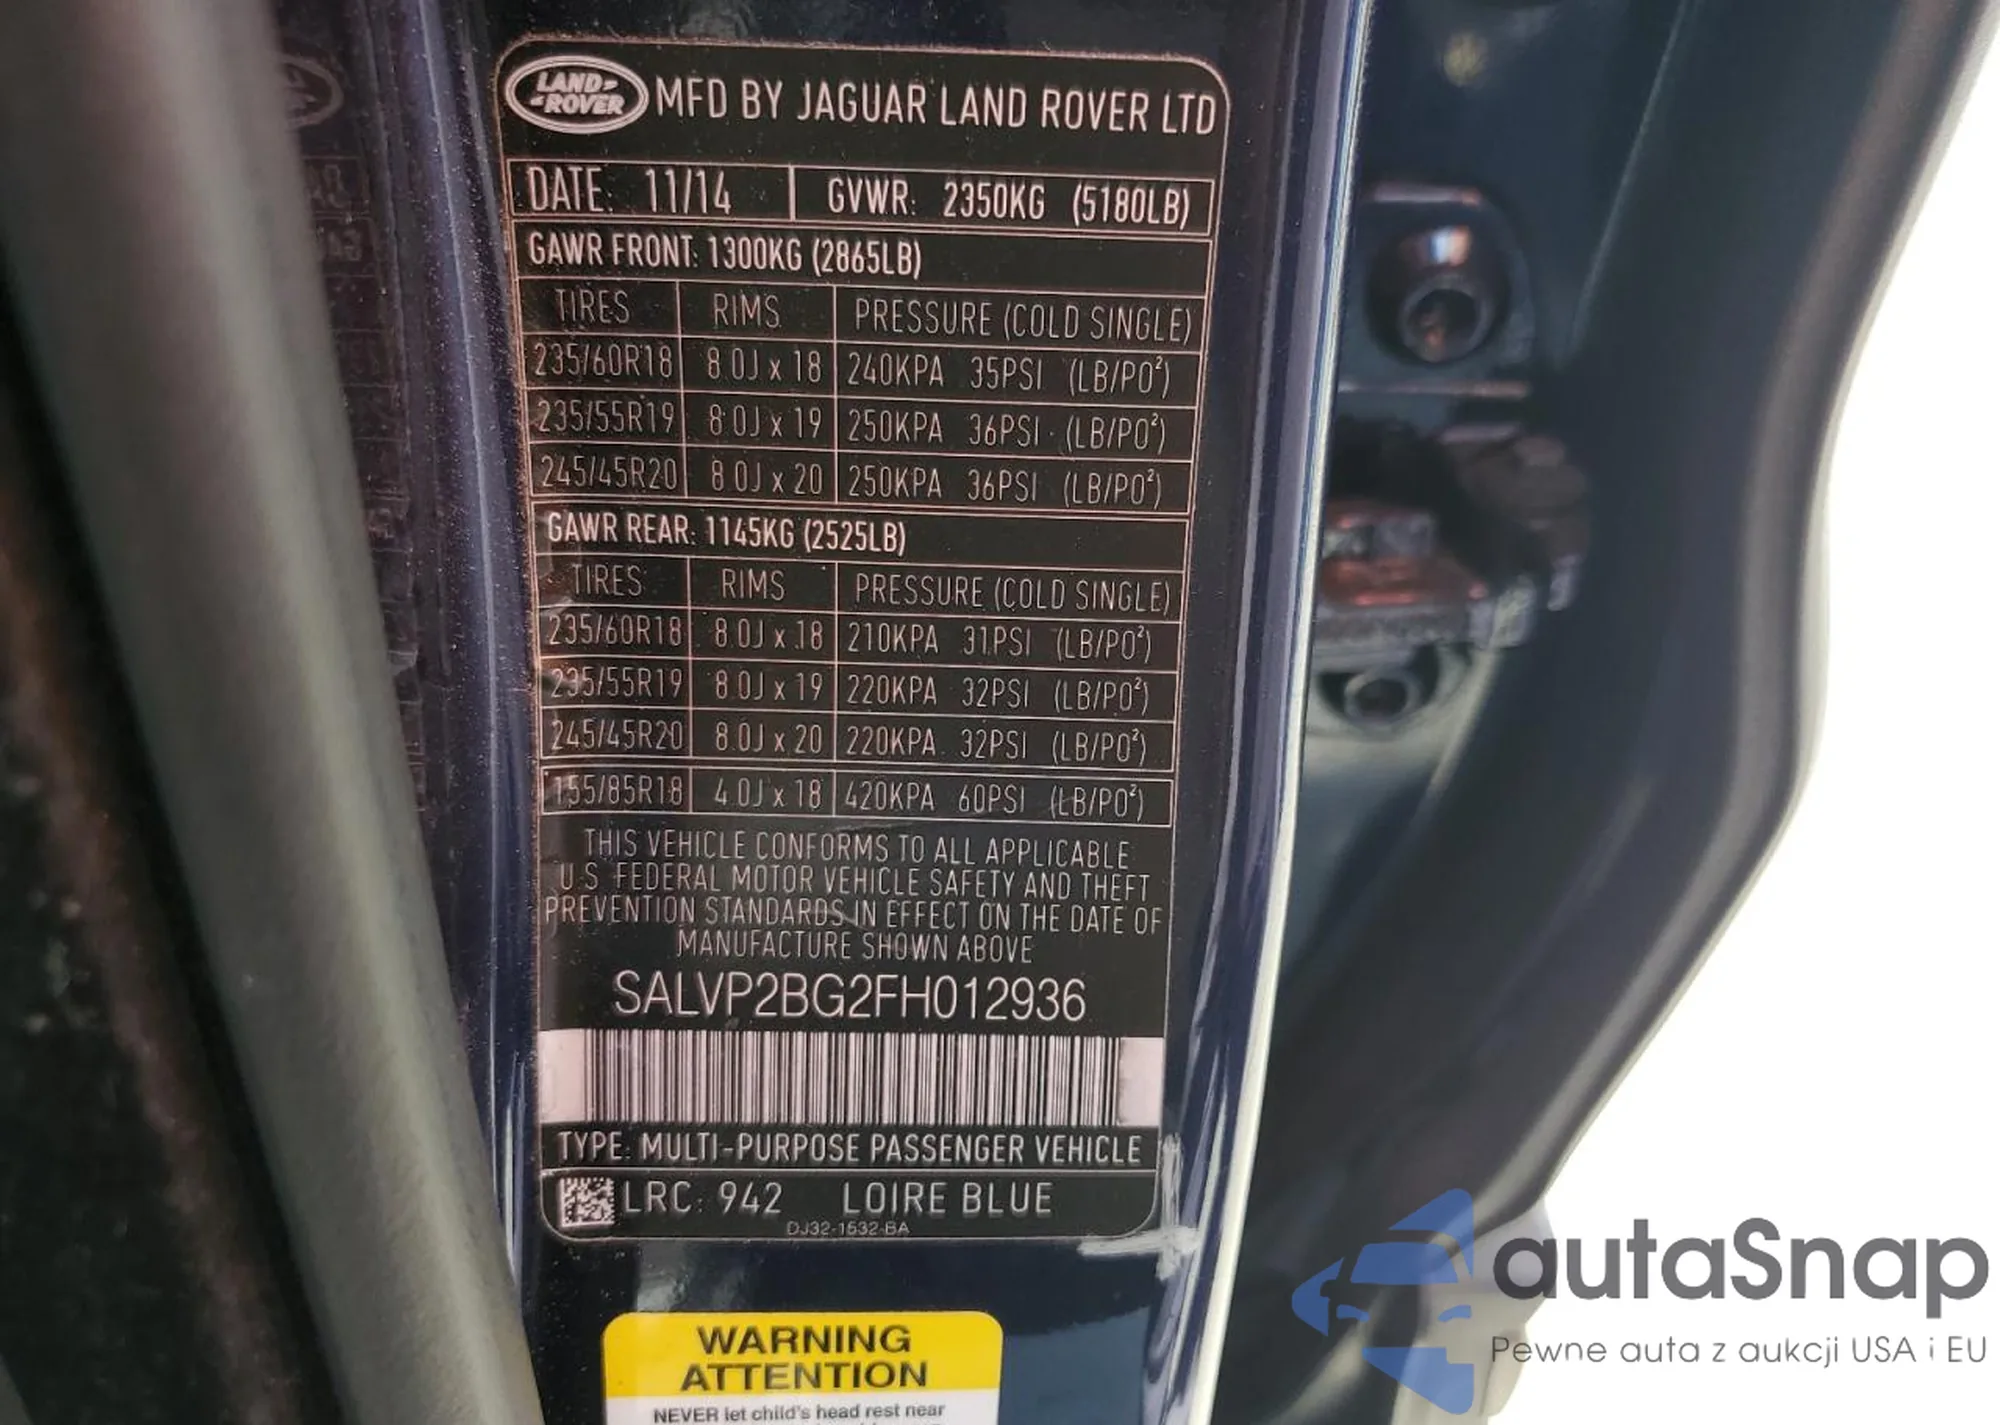 LAND ROVER MFD BY JAGUAR LAND ROVER LTD
DATE: 11/14 GVWR: 2350KG (5180LB)
GAWR FRONT: 1300KG (2865LB)
TIRES RIMS PRESSURE (COLD SINGLE)
235/60R18 8.0J x 18 240KPA 35PSI (LB/PO²)
235/55R19 8.0J x 19 250KPA 36PSI (LB/PO²)
245/45R20 8.0J x 20 250KPA 36PSI (LB/PO²)
GAWR REAR: 1145KG (2525LB)
TIRES RIMS PRESSURE (COLD SINGLE)
235/60R18 8.0J x 18 210KPA 31PSI (LB/PO²)
235/55R19 8.0J x 19 220KPA 32PSI (LB/PO²)
245/45R20 8.0J x 20 220KPA 32PSI (LB/PO²)
155/85R18 4.0J x 18 420KPA 60PSI (LB/PO²)
THIS VEHICLE CONFORMS TO ALL APPLICABLE
U.S. FEDERAL MOTOR VEHICLE SAFETY AND THEFT
PREVENTION STANDARDS IN EFFECT ON THE DATE OF
MANUFACTURE SHOWN ABOVE
SALVP2BG2FH012936
TYPE: MULTI-PURPOSE PASSENGER VEHICLE
LRC: 942 LOIRE BLUE
DJ32-1532-BA
WARNING
ATTENTION
NEVER let child's head rest near
autaSnap
Pewne auta z aukcji USA i EU